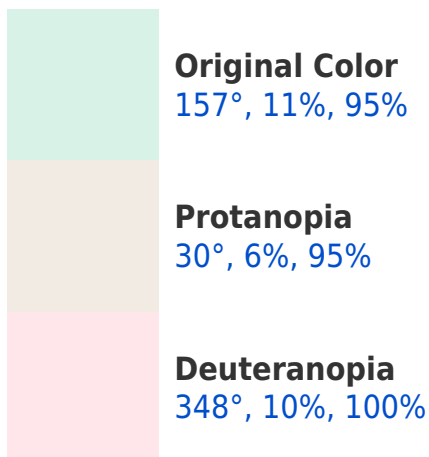 Original Color
157°, 11%, 95%
Protanopia
30°, 6%, 95%
Deuteranopia
348°, 10%, 100%